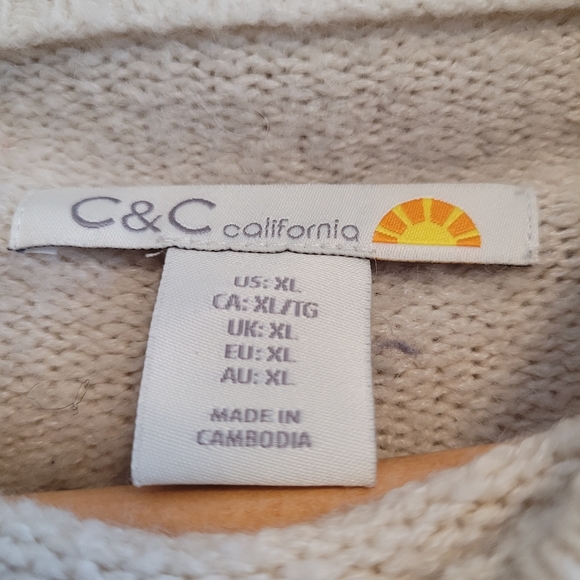 C&C california
US: XL
CA: XL/TG
UK: XL
EU: XL
AU: XL
MADE IN
CAMBODIA